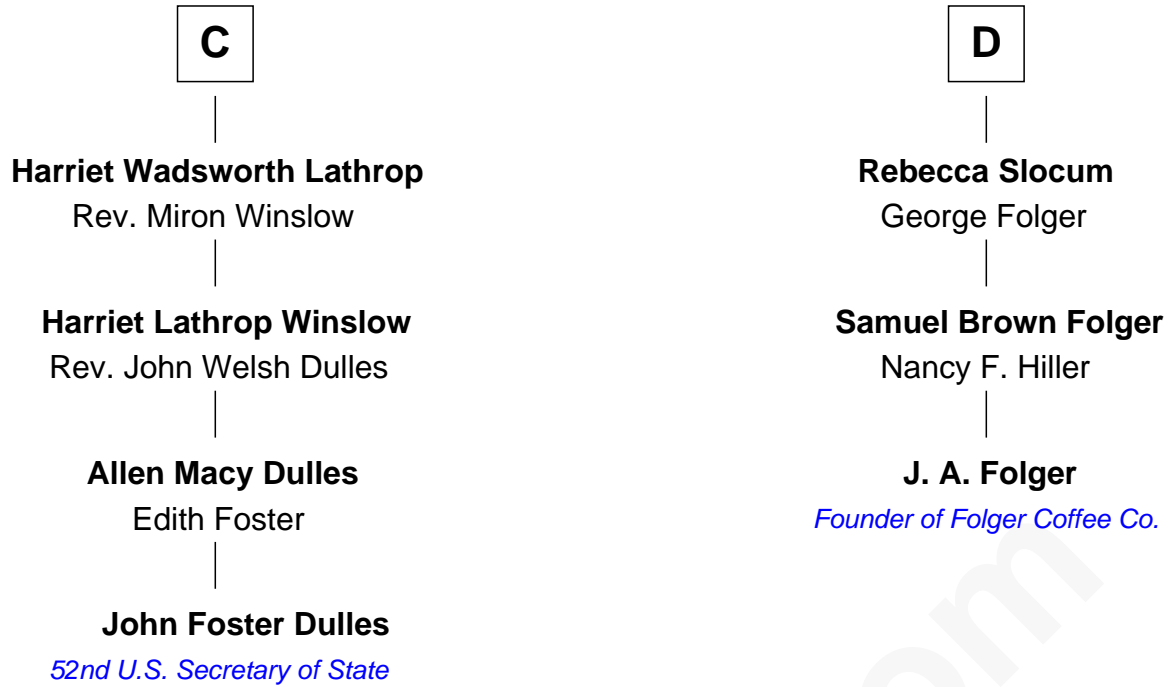 C
Harriet Wadsworth Lathrop
Rev. Miron Winslow
Harriet Lathrop Winslow
Rev. John Welsh Dulles
Allen Macy Dulles
Edith Foster
John Foster Dulles
52nd U.S. Secretary of State
D
Rebecca Slocum
George Folger
Samuel Brown Folger
Nancy F. Hiller
J. A. Folger
Founder of Folger Coffee Co.
om